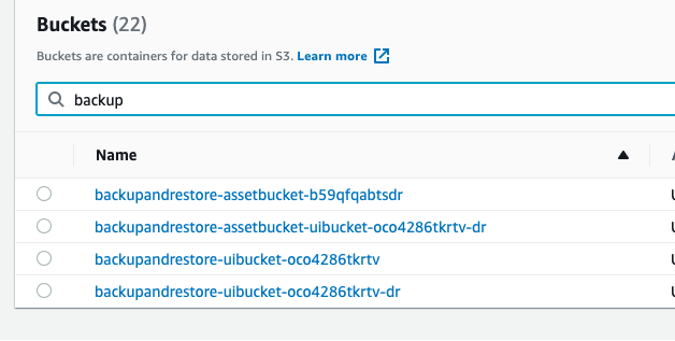 Buckets (22)
Buckets are containers for data stored in S3. Learn more
backup
Name
backupandrestore-assetbucket-b59qfqabtsdr
backupandrestore-assetbucket-uibucket-oco4286tkrtv-dr
backupandrestore-uibucket-oco4286tkrtv
backupandrestore-uibucket-oco4286tkrtv-dr